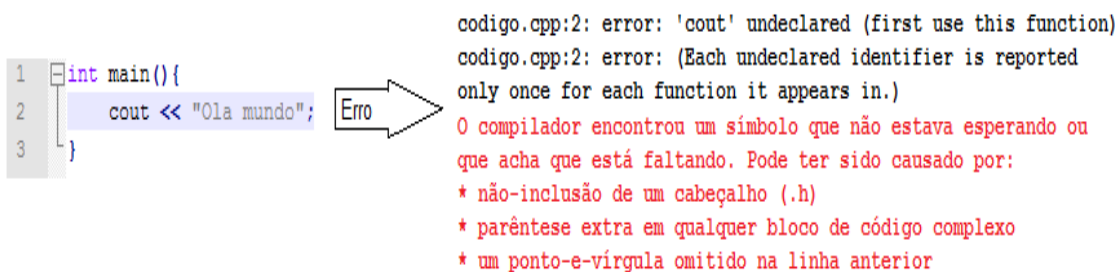 1 int main(){
2 cout << "Ola mundo";
3 }
Erro
codigo.cpp:2: error: 'cout' undeclared (first use this function)
codigo.cpp:2: error: (Each undeclared identifier is reported
only once for each function it appears in.)
O compilador encontrou um símbolo que não estava esperando ou
que acha que está faltando. Pode ter sido causado por:
* não-inclusão de um cabeçalho (.h)
* parêntese extra em qualquer bloco de código complexo
* um ponto-e-vírgula omitido na linha anterior